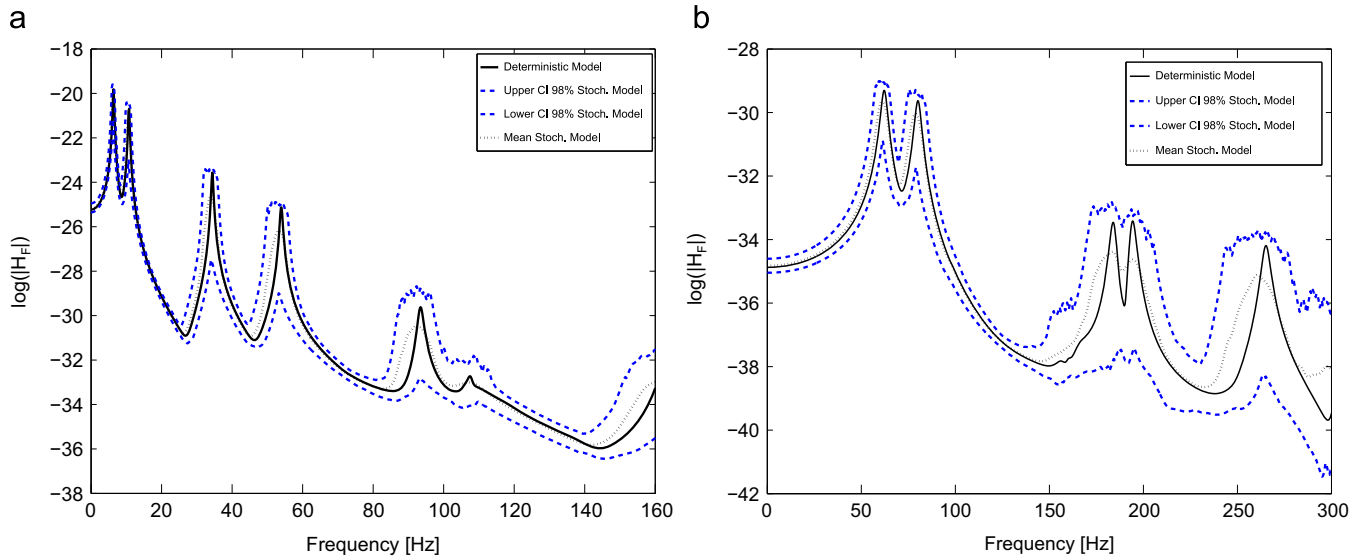 a
−18
−20
−22
−24
−26
−28
−30
−32
−34
−36
−38
0
20
40
60
80
100
120
140
160
log(|H_F|)
Frequency [Hz]
Deterministic Model
Upper CI 98% Stoch. Model
Lower CI 98% Stoch. Model
Mean Stoch. Model
b
−28
−30
−32
−34
−36
−38
−40
−42
0
50
100
150
200
250
300
log(|H_F|)
Frequency [Hz]
Deterministic Model
Upper CI 98% Stoch. Model
Lower CI 98% Stoch. Model
Mean Stoch. Model